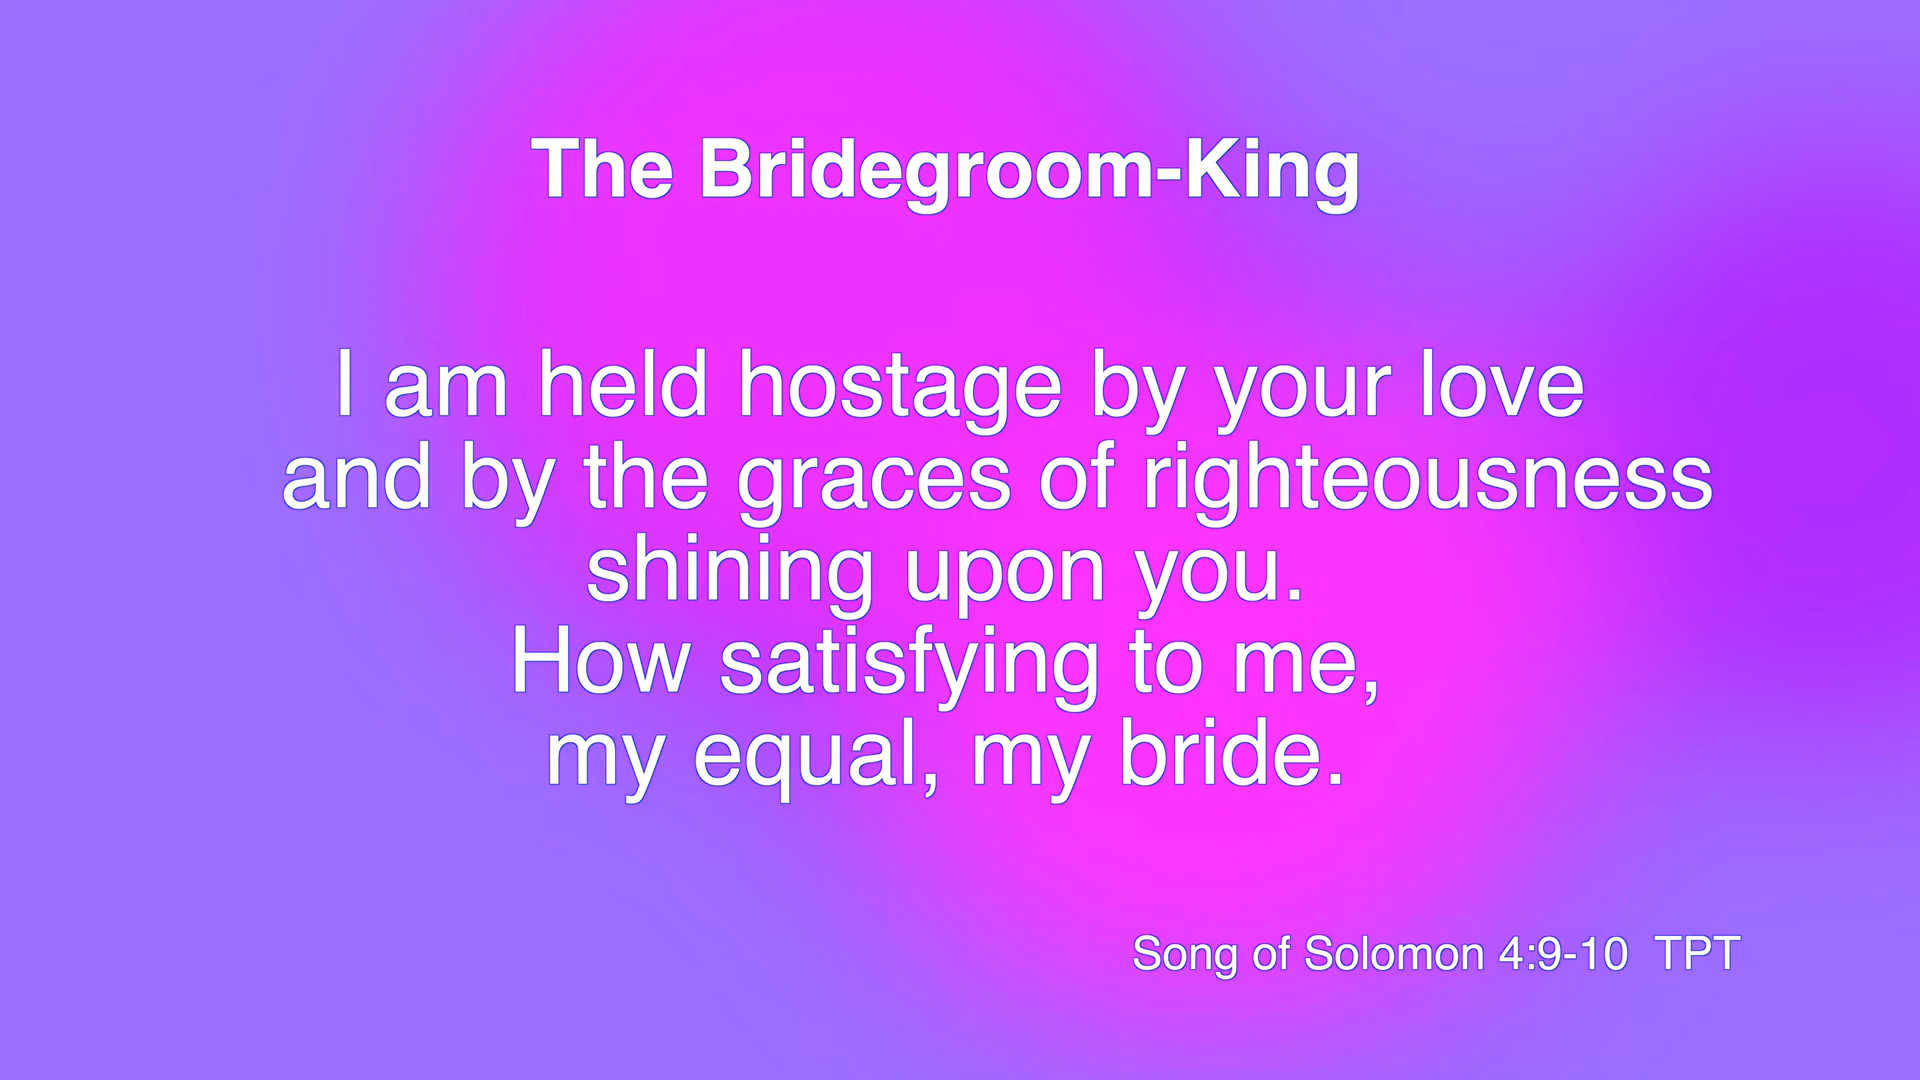 The Bridegroom-King
I am held hostage by your love
and by the graces of righteousness
shining upon you.
How satisfying to me,
my equal, my bride.
Song of Solomon 4:9-10  TPT